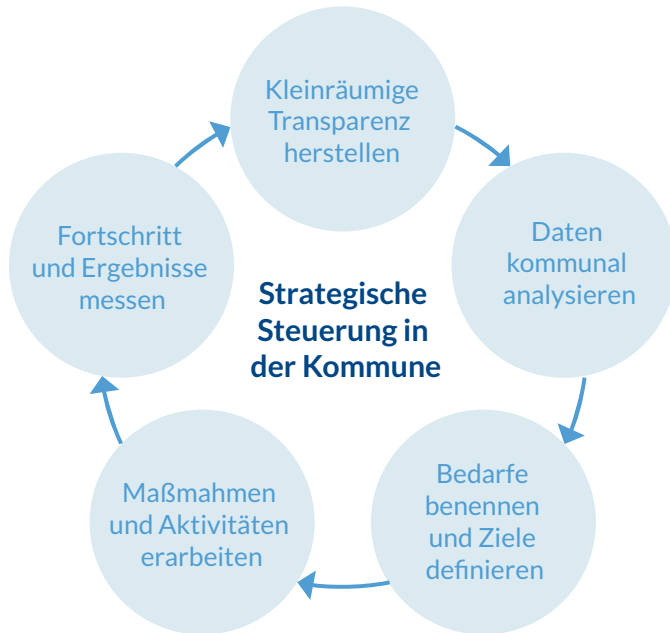 Kleinräumige
Transparenz
herstellen
Daten
kommunal
analysieren
Bedarfe
benennen
und Ziele
definieren
Maßmahmen
und Aktivitäten
erarbeiten
Fortschritt
und Ergebnisse
messen
Strategische
Steuerung in
der Kommune